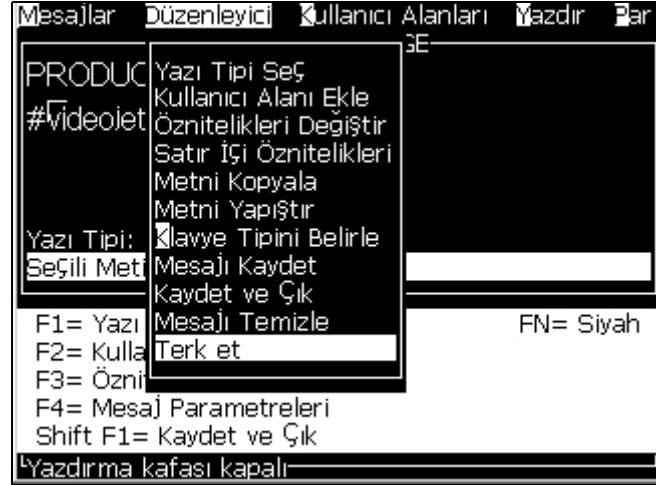 Mesajlar Düzenleyici Kullanıcı Alanları Yazdır Par
GE
PRODUC
#Videojet
Yazı Tipi:
Seçili Meti
Yazı Tipi Seç
Kullanıcı Alanı Ekle
Öznitelikleri Değiştir
Satır İçi Öznitelikleri
Metni Kopyala
Metni Yapıştır
Klavye Tipini Belirle
Mesajı Kaydet
Kaydet ve Çık
Mesajı Temizle
Terk et
F1= Yazı
FN= Siyah
F2= Kulla
F3= Özni
F4= Mesaj Parametreleri
Shift F1= Kaydet ve Çık
Yazdırma kafası kapalı